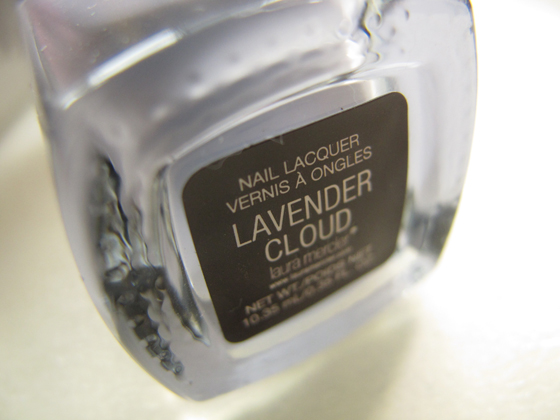 NAIL LACQUER
VERNIS À ONGLES
LAVENDER
CLOUD
laura mercier
NET WT./POIDS NET